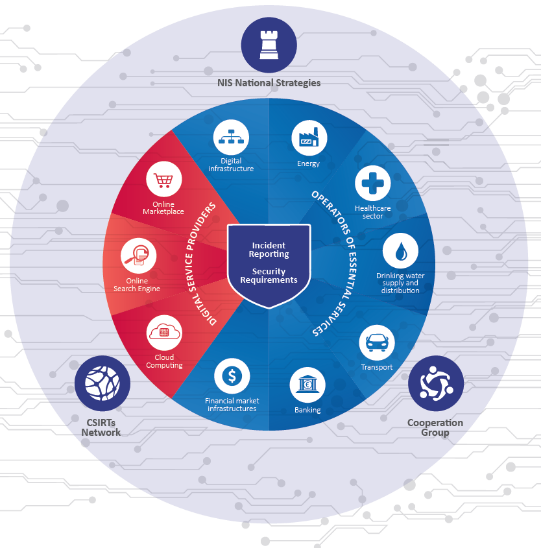 NIS National Strategies
Digital
infrastructure
Energy
Online
Marketplace
Healthcare
sector
DIGITAL SERVICE PROVIDERS
OPERATORS OF ESSENTIAL SERVICES
Incident
Reporting
Security
Requirements
Online
Search Engine
Drinking water
supply and
distribution
Cloud
Computing
Transport
Financial market
infrastructures
Banking
CSIRTs
Network
Cooperation
Group